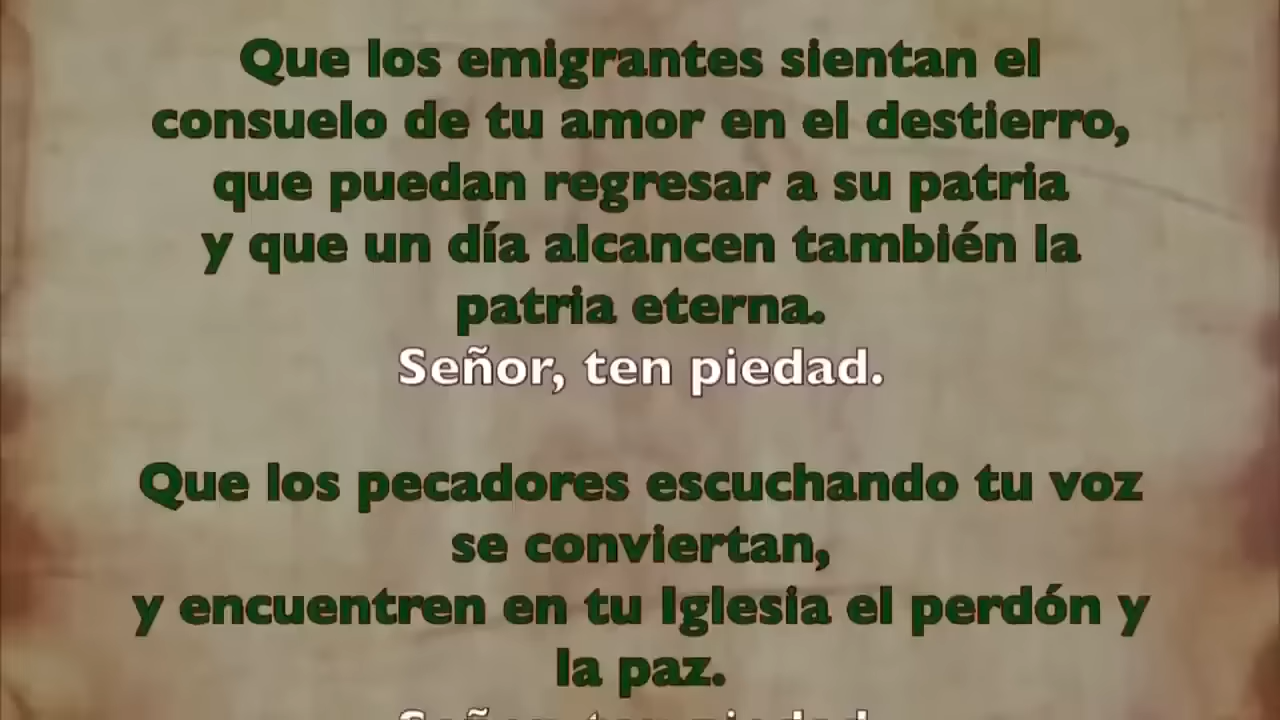 Que los emigrantes sientan el
consuelo de tu amor en el destierro,
que puedan regresar a su patria
y que un día alcancen también la
patria eterna.
Señor, ten piedad.
Que los pecadores escuchando tu voz
se conviertan,
y encuentren en tu Iglesia el perdón y
la paz.